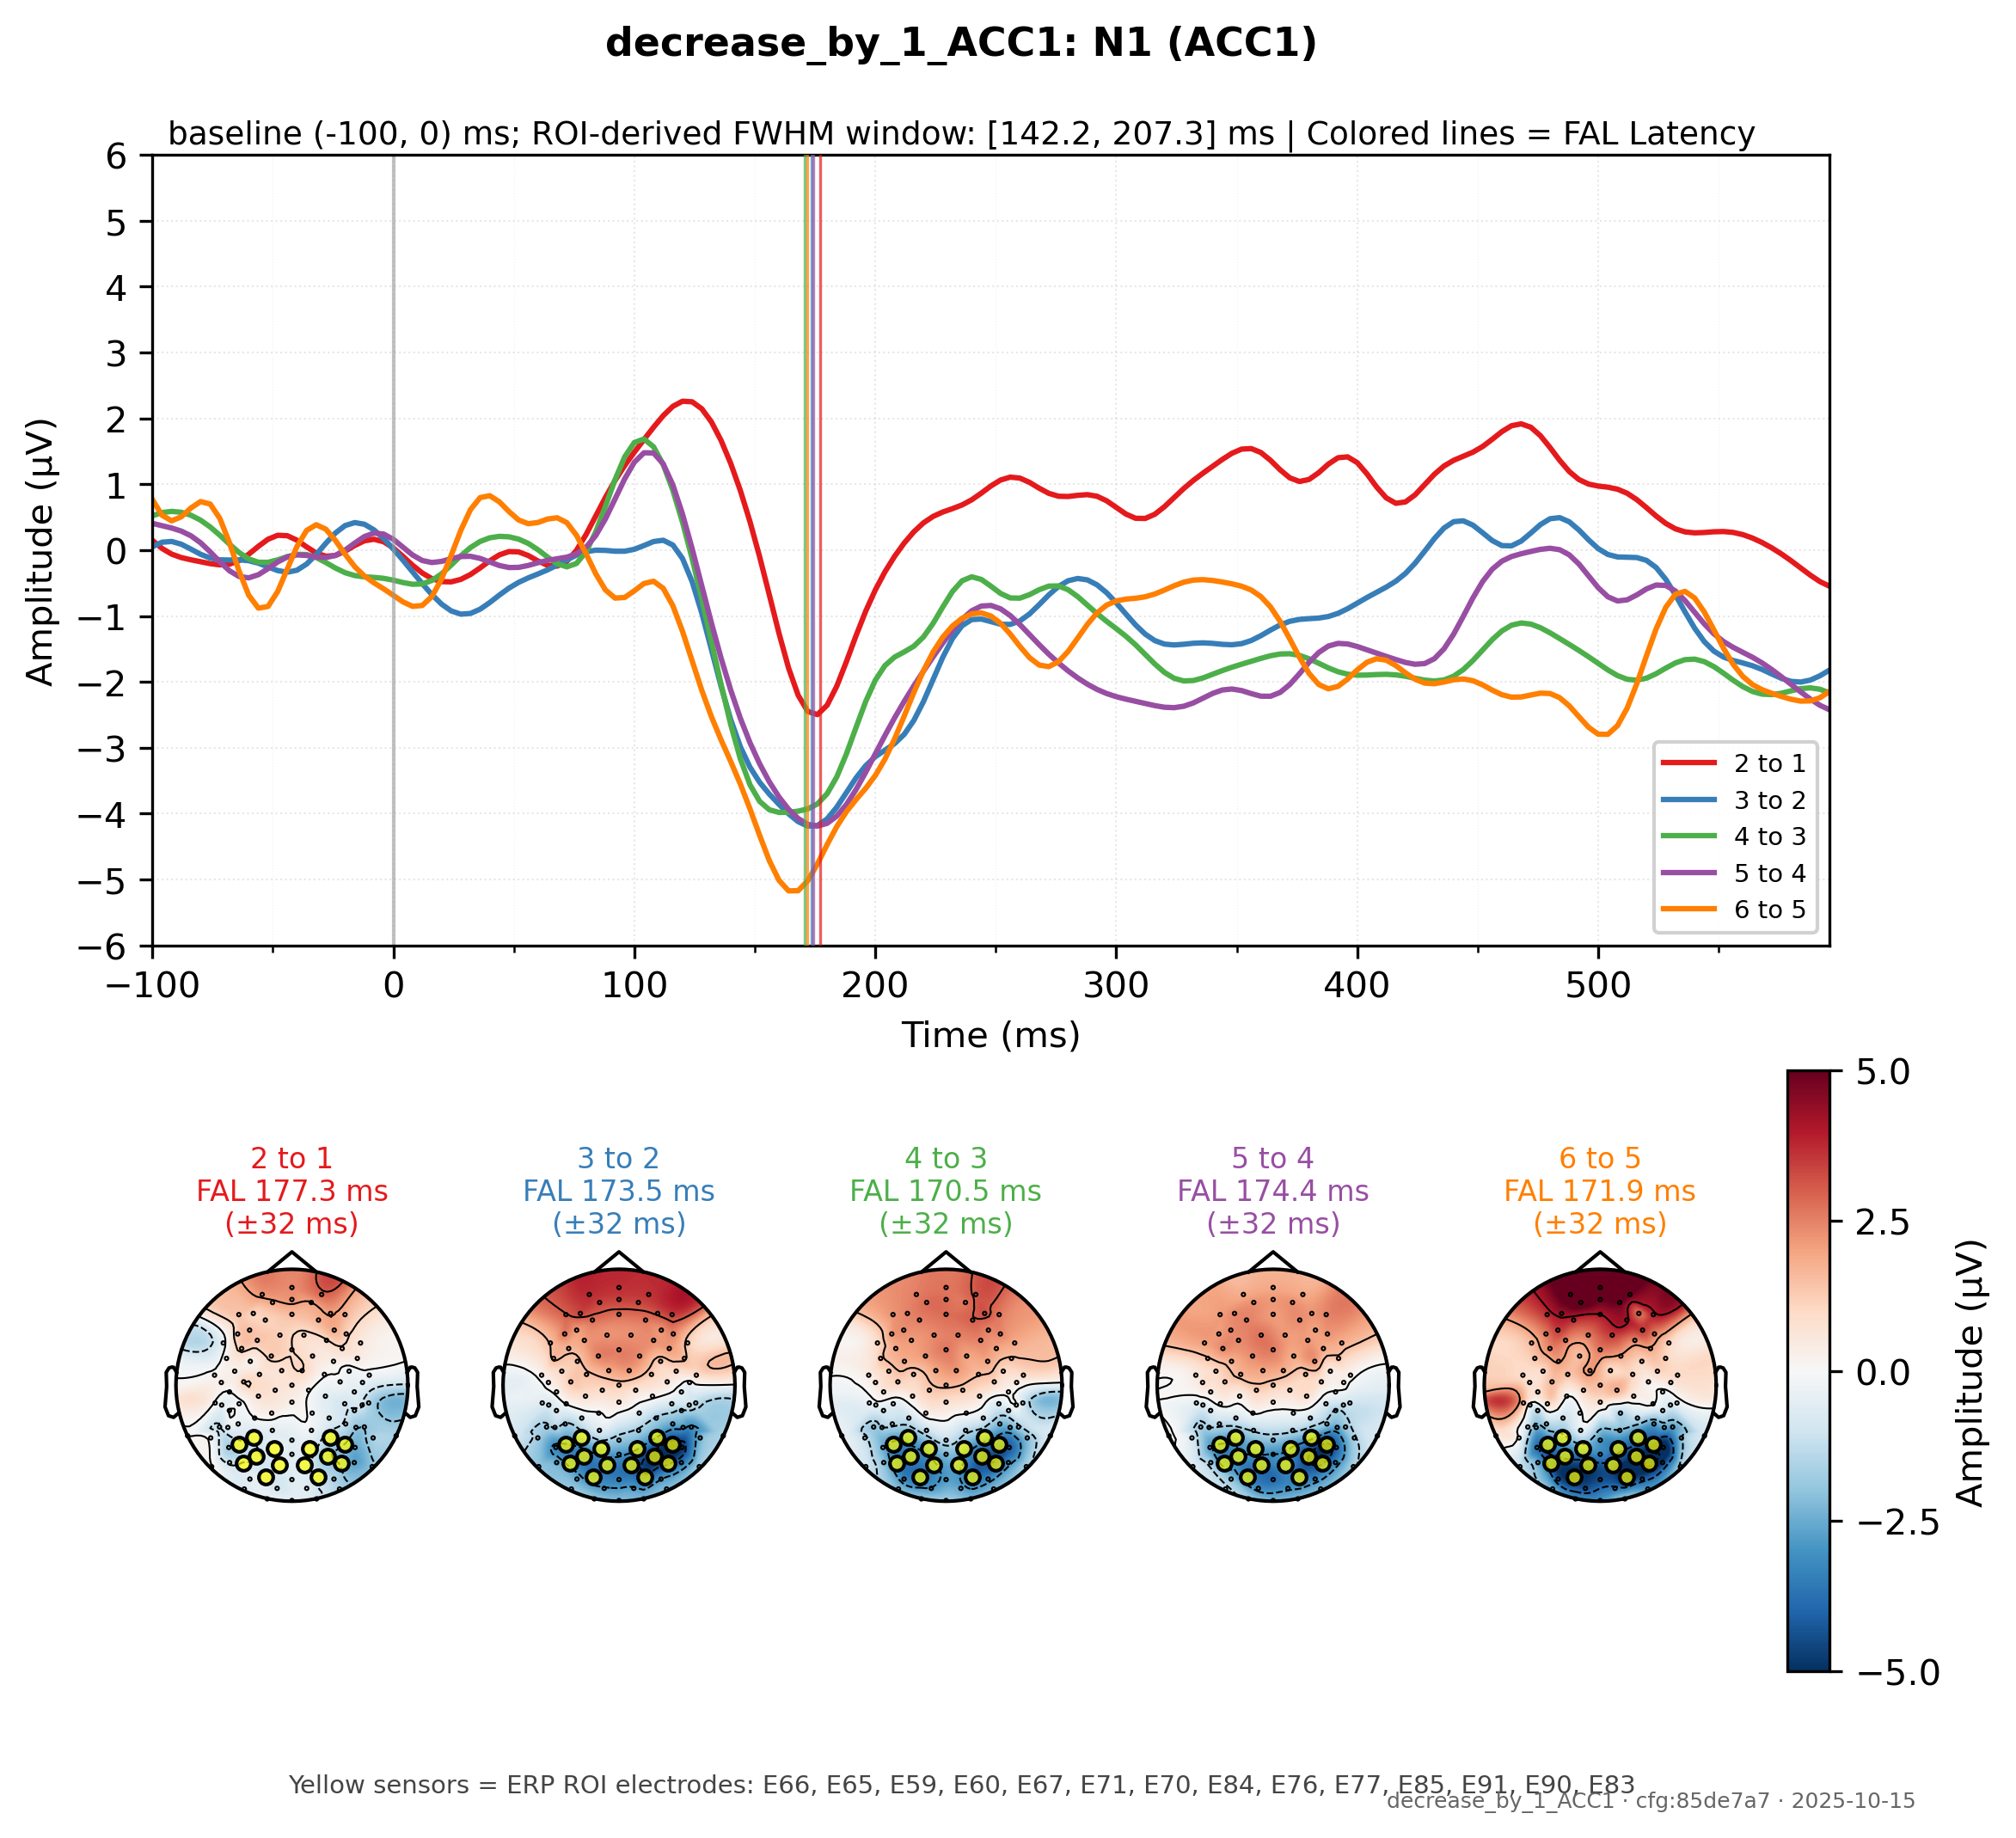 decrease_by_1_ACC1: N1 (ACC1)
baseline (-100, 0) ms; ROI-derived FWHM window: [142.2, 207.3] ms | Colored lines = FAL Latency
6
5
4
3
2
1
0
−1
−2
−3
−4
−5
−6
Amplitude (µV)
2 to 1
3 to 2
4 to 3
5 to 4
6 to 5
−100 0 100 200 300 400 500
Time (ms)
2 to 1
FAL 177.3 ms
(±32 ms)
3 to 2
FAL 173.5 ms
(±32 ms)
4 to 3
FAL 170.5 ms
(±32 ms)
5 to 4
FAL 174.4 ms
(±32 ms)
6 to 5
FAL 171.9 ms
(±32 ms)
5.0
2.5
0.0
−2.5
−5.0
Amplitude (µV)
Yellow sensors = ERP ROI electrodes: E66, E65, E59, E60, E67, E71, E70, E84, E76, E77, E85, E91, E90, E83
decrease_by_1_ACC1 · cfg:85de7a7 · 2025-10-15